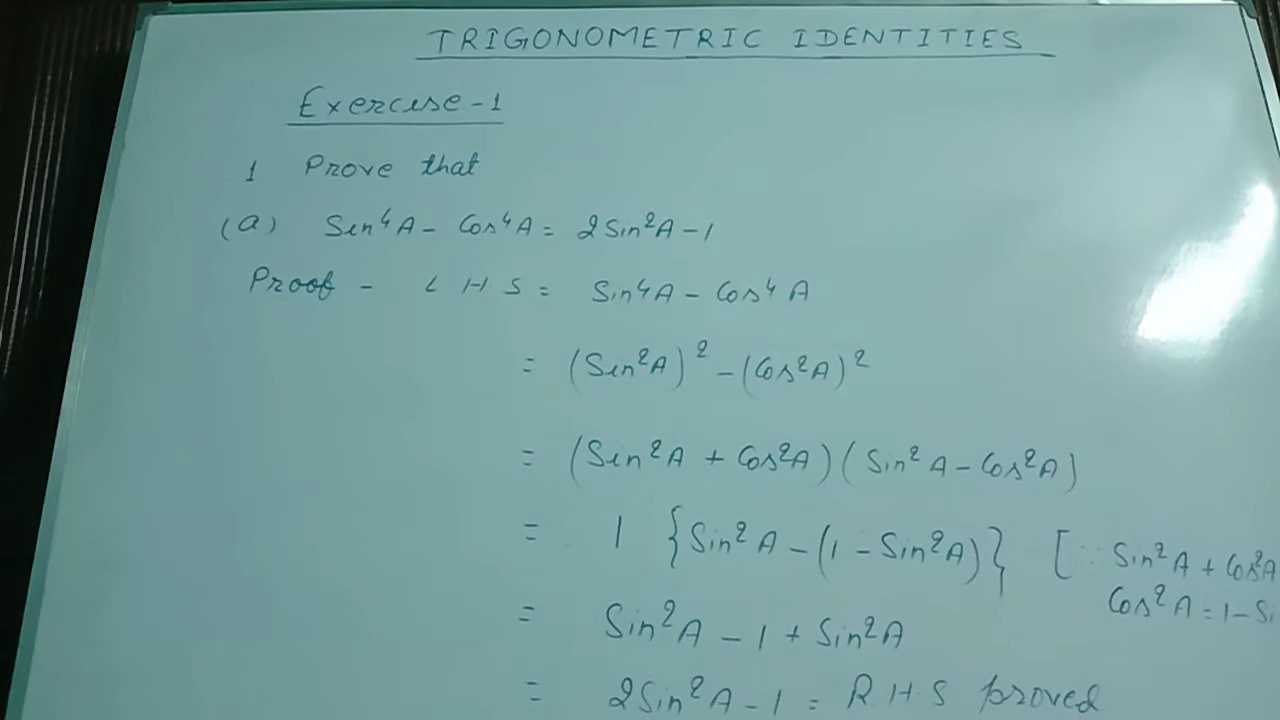 TRIGONOMETRIC IDENTITIES
Exercise-1
1 Prove that
(a) Sin⁴A - Cos⁴A = 2Sin²A - 1
Proof - LHS = Sin⁴A - Cos⁴A
= (Sin²A)² - (Cos²A)²
= (Sin²A + Cos²A)(Sin²A - Cos²A)
= 1 {Sin²A - (1 - Sin²A)} [∵ Sin²A + Cos²A
Cos²A = 1 - Si
= Sin²A - 1 + Sin²A
= 2Sin²A - 1 = RHS proved